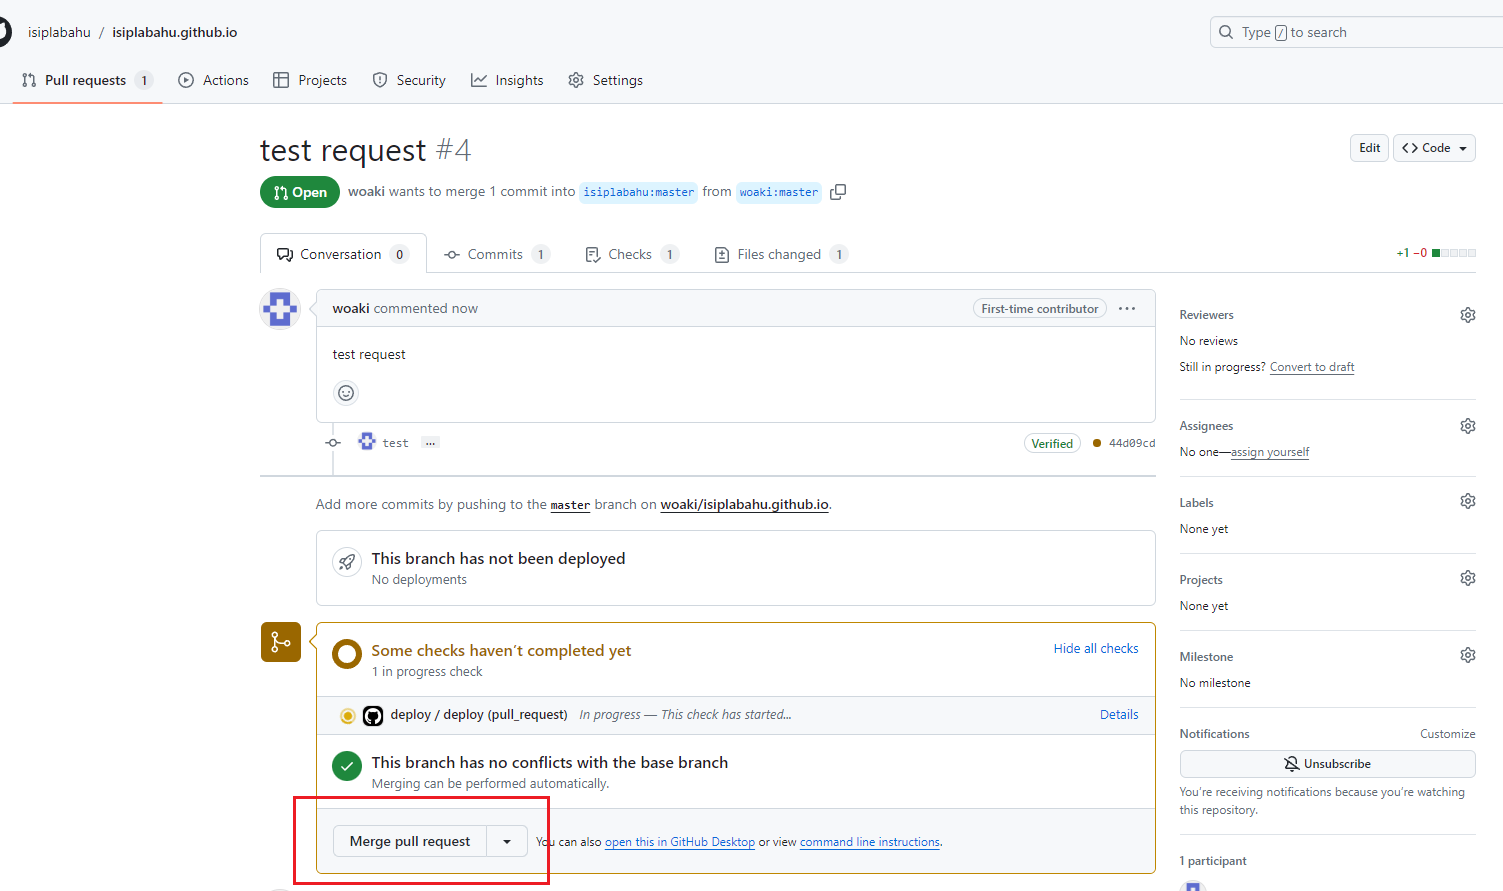 isiplabahu / isiplabahu.github.io
Type / to search
Pull requests 1 Actions Projects Security Insights Settings
test request #4
Edit <> Code
Open woaki wants to merge 1 commit into isiplabahu:master from woaki:master
Conversation 0 Commits 1 Checks 1 Files changed 1
+1 −0
woaki commented now First-time contributor ...
test request
test ... Verified 44d09cd
Add more commits by pushing to the master branch on woaki/isiplabahu.github.io.
This branch has not been deployed
No deployments
Some checks haven’t completed yet
1 in progress check
Hide all checks
deploy / deploy (pull_request) In progress — This check has started... Details
This branch has no conflicts with the base branch
Merging can be performed automatically.
Merge pull request You can also open this in GitHub Desktop or view command line instructions.
Reviewers
No reviews
Still in progress? Convert to draft
Assignees
No one—assign yourself
Labels
None yet
Projects
None yet
Milestone
No milestone
Notifications Customize
Unsubscribe
You’re receiving notifications because you’re watching
this repository.
1 participant